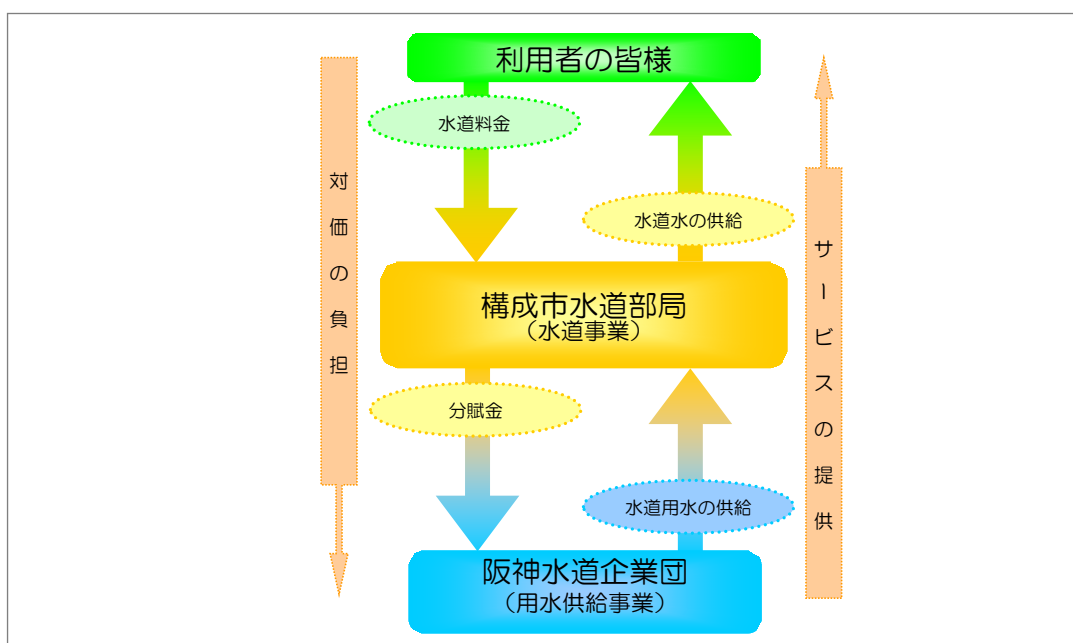 利用者の皆様
水道料金
水道水の供給
対価の負担
サービスの提供
構成市水道部局
（水道事業）
分賦金
水道用水の供給
阪神水道企業団
（用水供給事業）